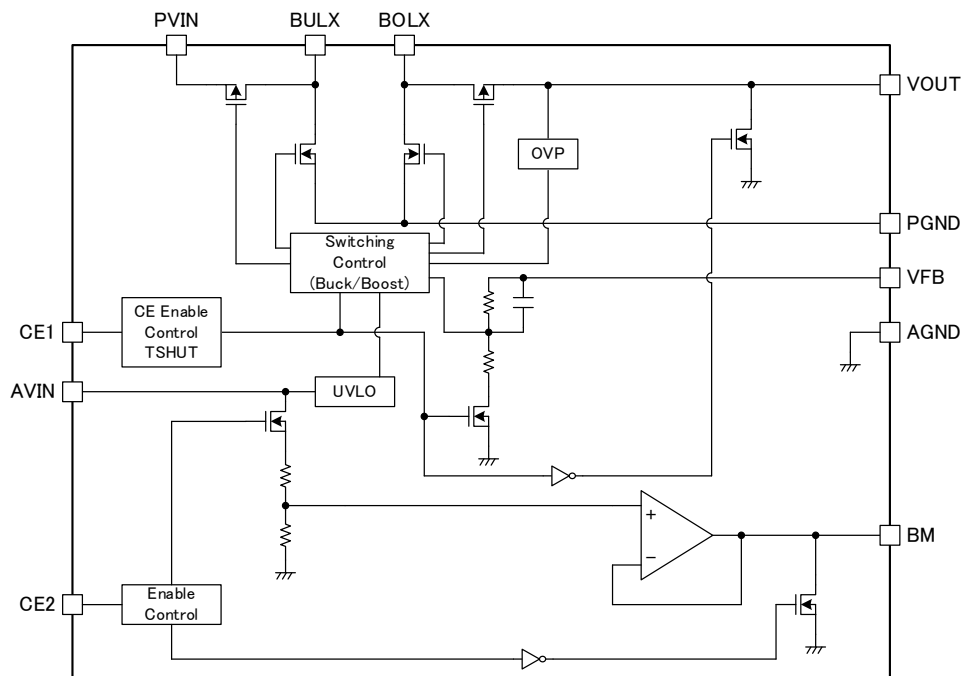 PVIN BULX BOLX
VOUT
OVP
PGND
Switching
Control
(Buck/Boost)
VFB
CE1
CE Enable
Control
TSHUT
AGND
AVIN
UVLO
+
−
BM
CE2
Enable
Control